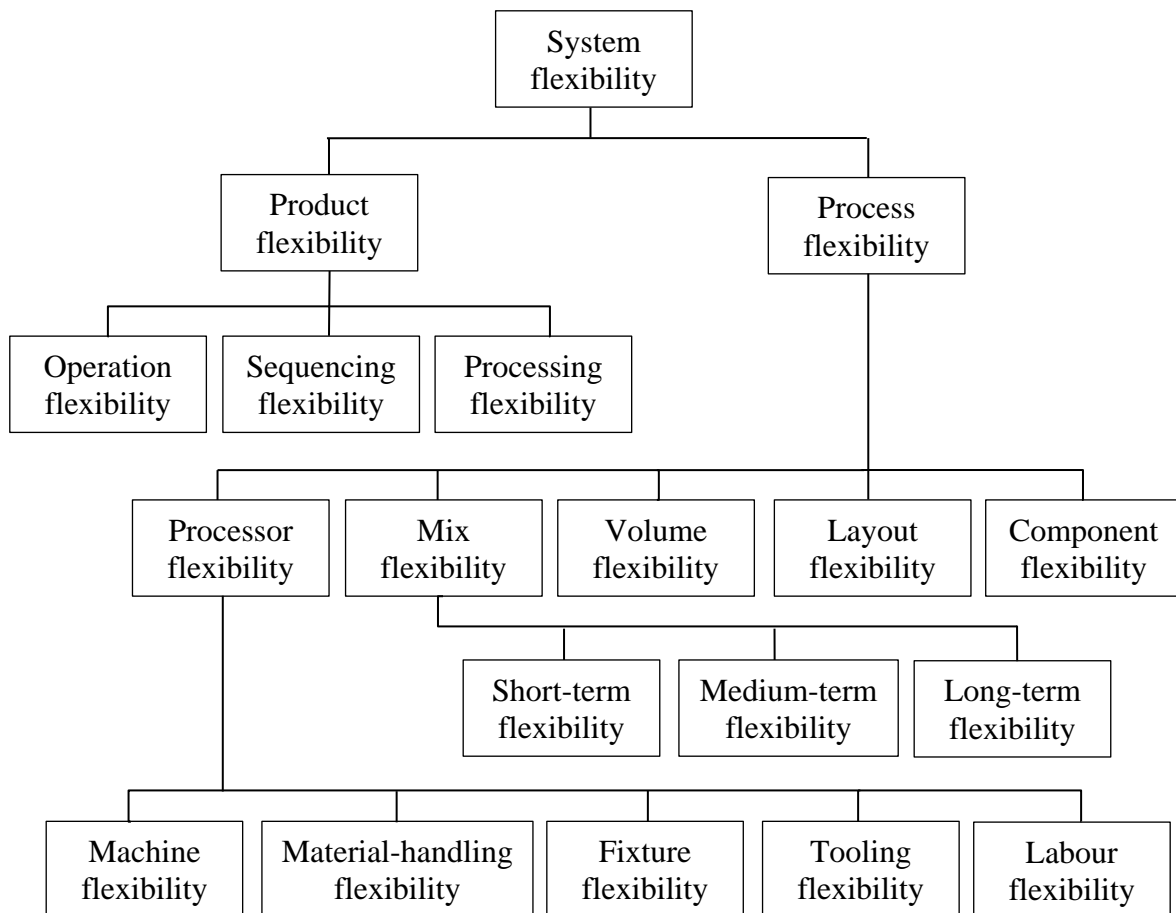 System
flexibility
Product
flexibility
Process
flexibility
Operation
flexibility
Sequencing
flexibility
Processing
flexibility
Processor
flexibility
Mix
flexibility
Volume
flexibility
Layout
flexibility
Component
flexibility
Short-term
flexibility
Medium-term
flexibility
Long-term
flexibility
Machine
flexibility
Material-handling
flexibility
Fixture
flexibility
Tooling
flexibility
Labour
flexibility